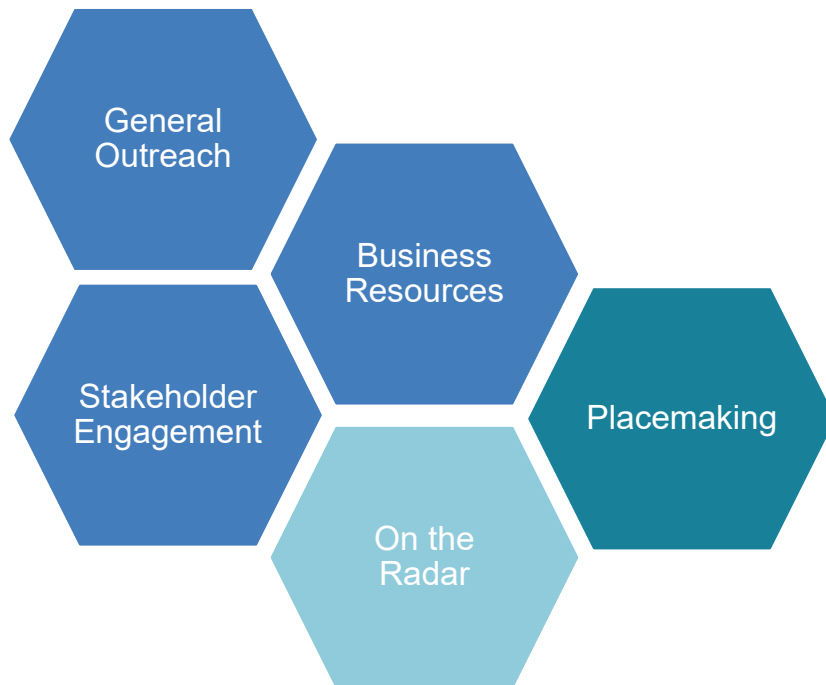 General
Outreach
Business
Resources
Stakeholder
Engagement
Placemaking
On the
Radar